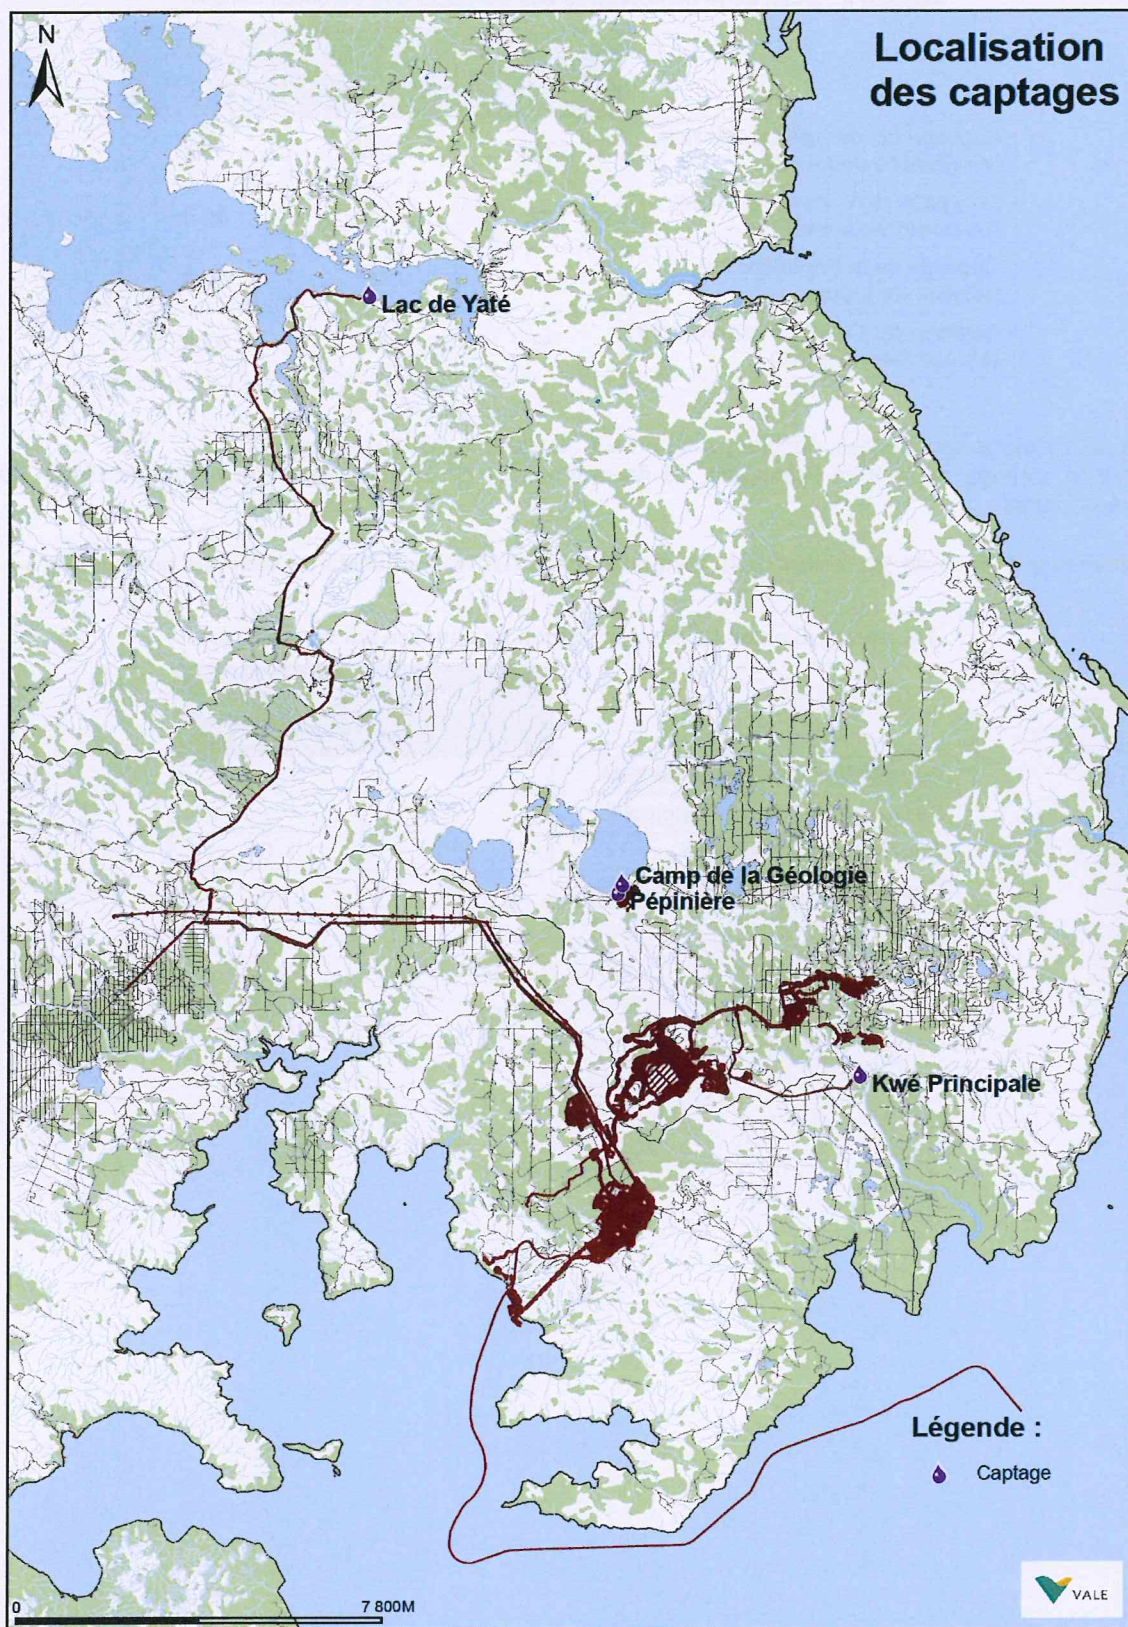 N
Localisation
des captages
Lac de Yaté
Camp de la Géologie
Pépinière
Kwé Principale
Légende :
Captage
VALE
0 7 800M